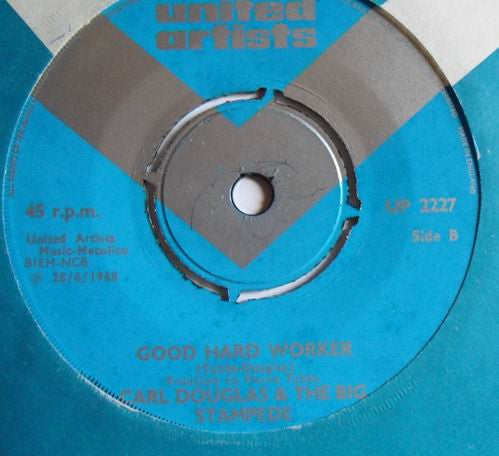 united
artists
45 r.p.m.
UP 2227
Side B
United Artists
Music-Mecolico
BIEM-NCB
℗ 28/6/1968
GOOD HARD WORKER
CARL DOUGLAS & THE BIG
STAMPEDE